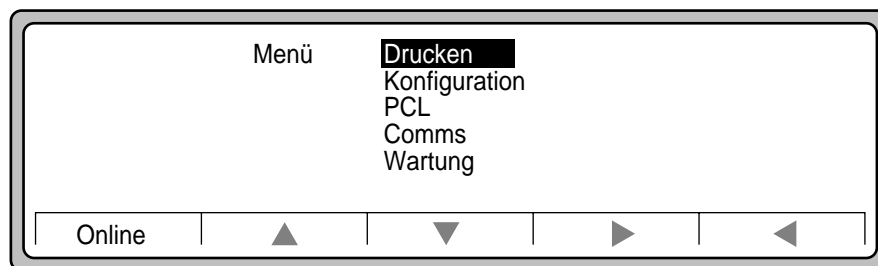 Menü Drucken
Konfiguration
PCL
Comms
Wartung
Online